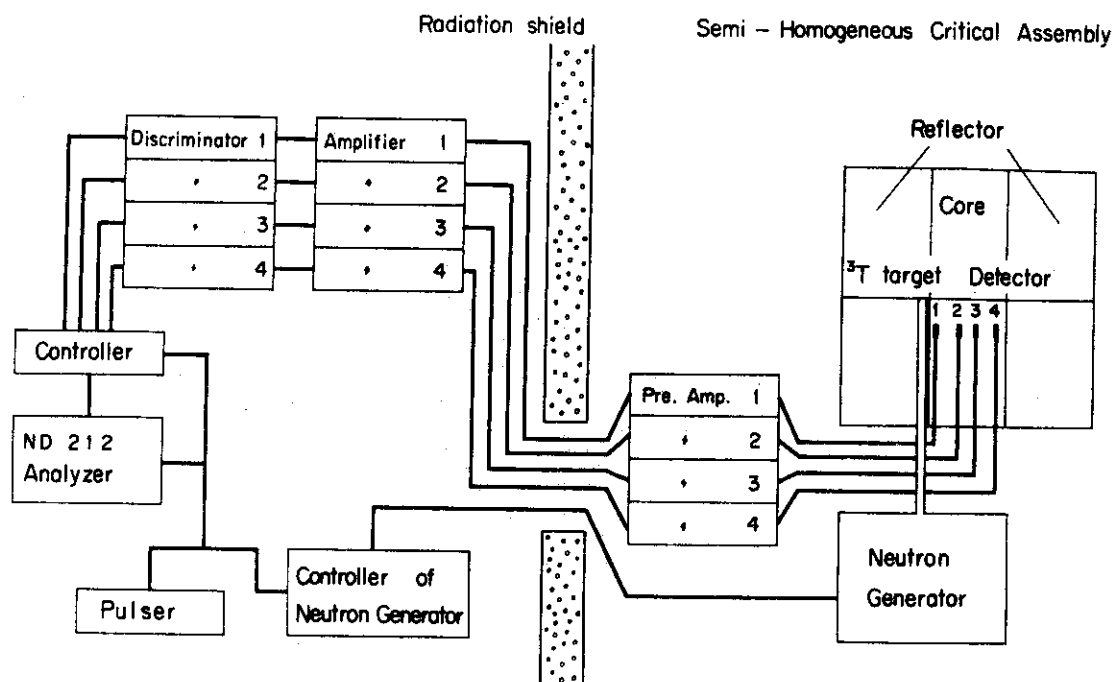 Radiation shield
Semi - Homogeneous Critical Assembly
Discriminator 1
〃 2
〃 3
〃 4
Amplifier 1
〃 2
〃 3
〃 4
Reflector
Core
³T target
Detector
1 2 3 4
Controller
ND 212
Analyzer
Pre. Amp. 1
〃 2
〃 3
〃 4
Pulser
Controller of
Neutron Generator
Neutron
Generator